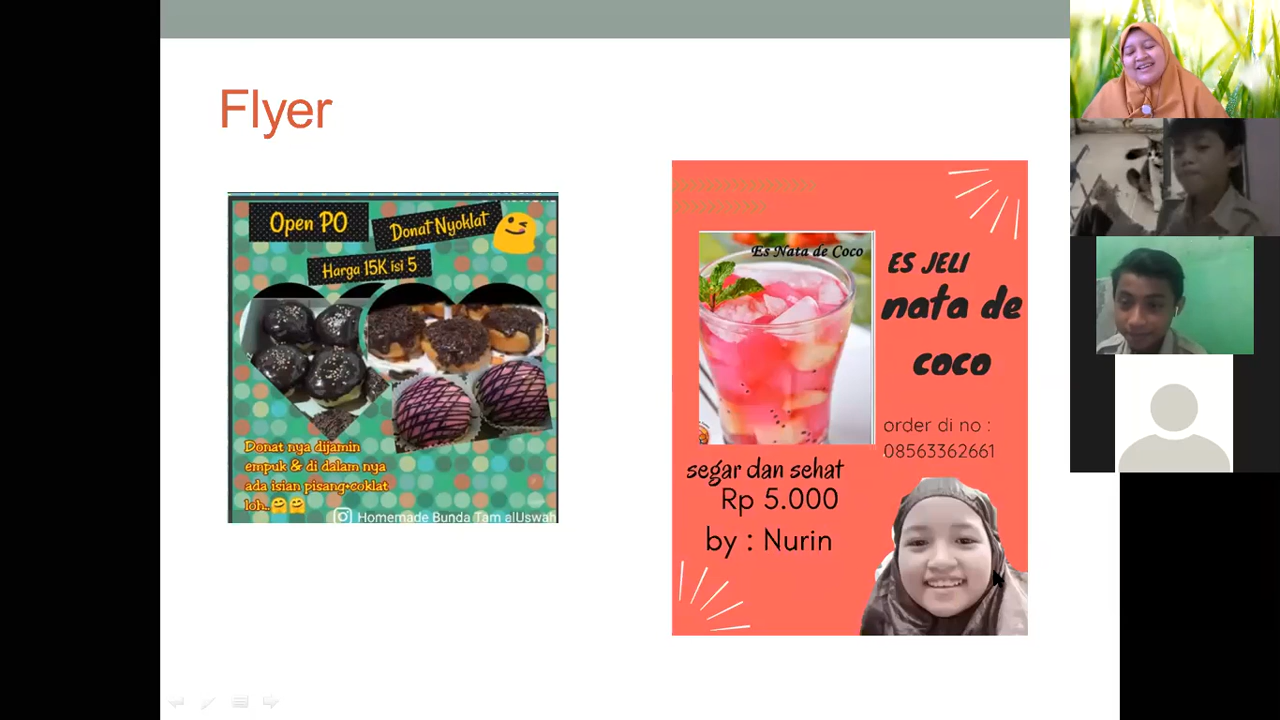 Flyer
Open PO
Donat Nyoklat
Harga 15K isi 5
Donat nya dijamin
empuk & di dalam nya
ada isian pisang+coklat
loh..🤗🤗
Homemade Bunda Tam alUswah
Es Nata de Coco
ES JELI
nata de
coco
order di no :
08563362661
segar dan sehat
Rp 5.000
by : Nurin